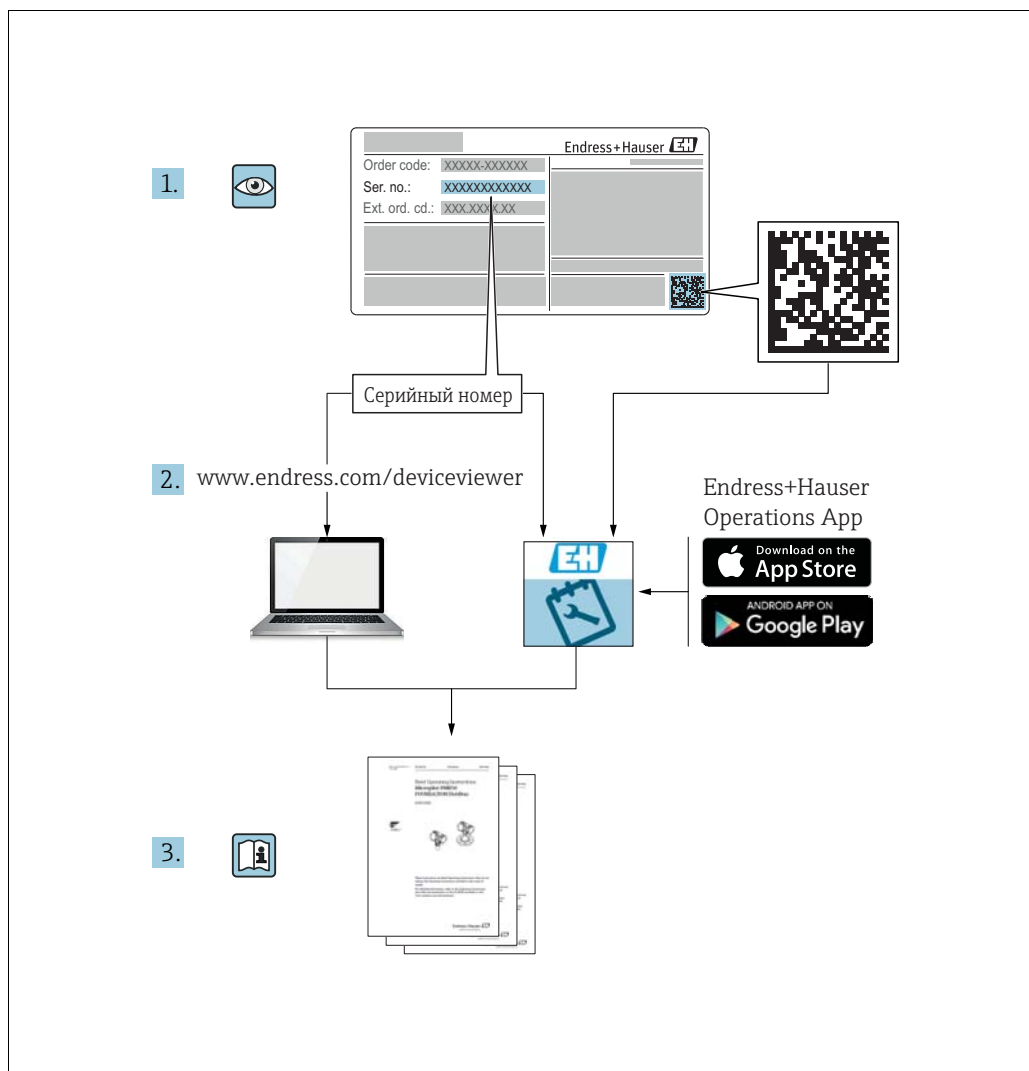 Endress+Hauser EH
1.
Order code: XXXXX-XXXXXX
Ser. no.: XXXXXXXXXXXX
Ext. ord. cd.: XXX.XXXX.XX
Серийный номер
2. www.endress.com/deviceviewer
Endress+Hauser
Operations App
EH
Download on the
App Store
ANDROID APP ON
Google Play
3.